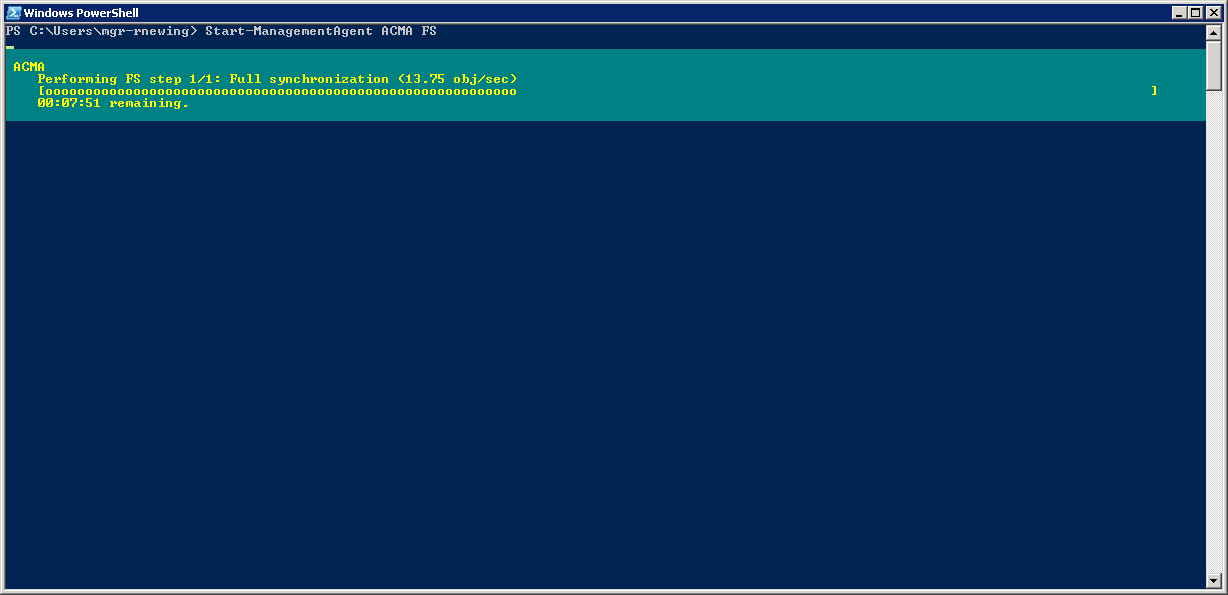 Windows PowerShell
PS C:\Users\mgr-rnewing> Start-ManagementAgent ACMA FS
ACMA
Performing FS step 1/1: Full synchronization (13.75 obj/sec)
[ooooooooooooooooooooooooooooooooooooooooooooooooooooooooooo ]
00:07:51 remaining.